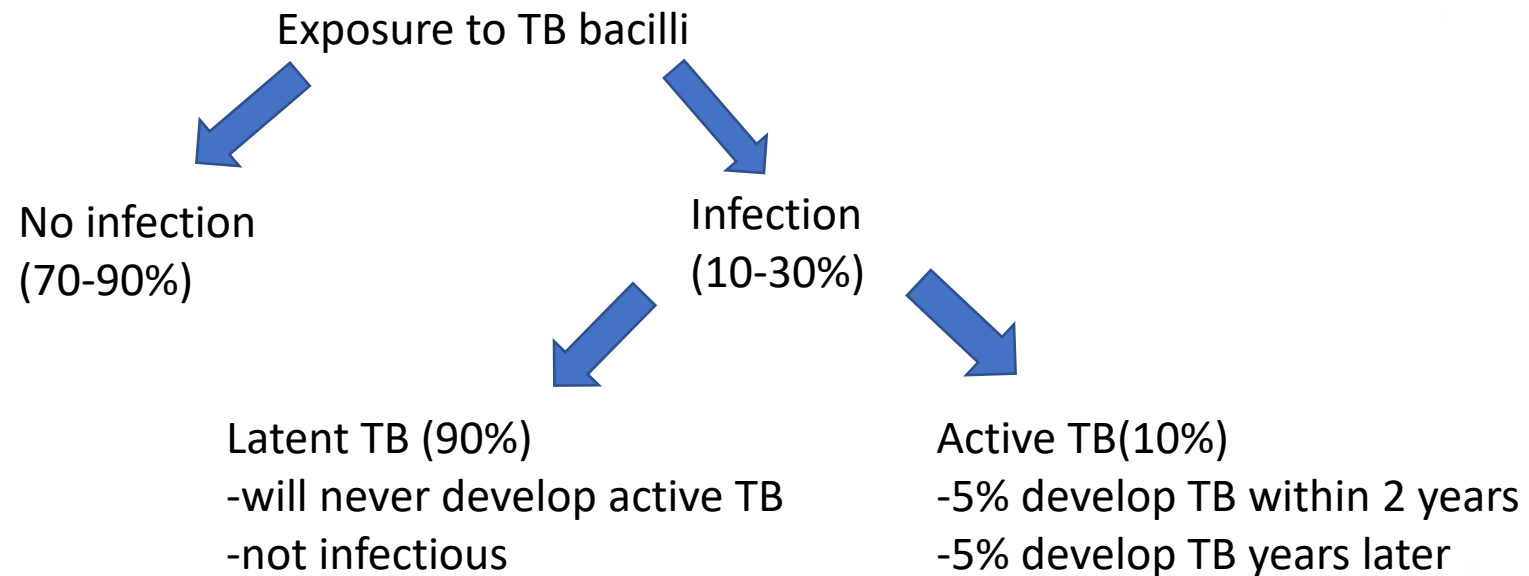 Exposure to TB bacilli
No infection
(70-90%)
Infection
(10-30%)
Latent TB (90%)
-will never develop active TB
-not infectious
Active TB(10%)
-5% develop TB within 2 years
-5% develop TB years later